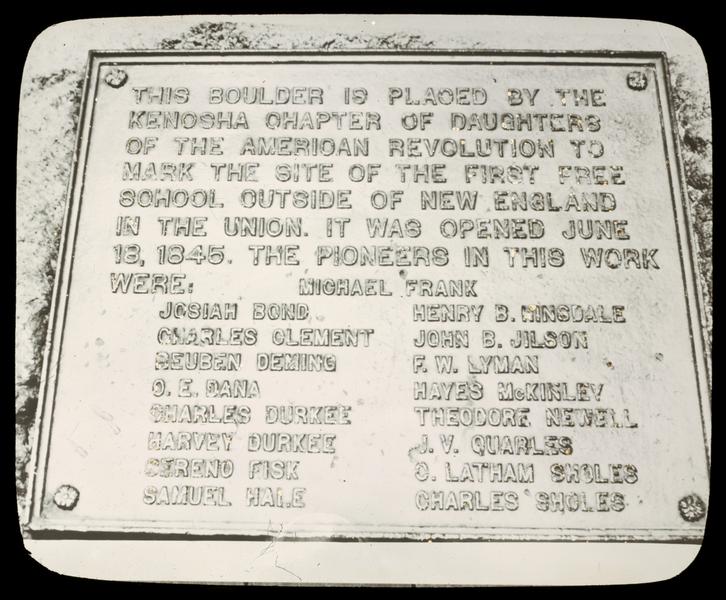 THIS BOULDER IS PLACED BY THE
KENOSHA CHAPTER OF DAUGHTERS
OF THE AMERICAN REVOLUTION TO
MARK THE SITE OF THE FIRST FREE
SCHOOL OUTSIDE OF NEW ENGLAND
IN THE UNION. IT WAS OPENED JUNE
18, 1845. THE PIONEERS IN THIS WORK
WERE: MICHAEL FRANK
JOSIAH BOND HENRY B. HINSDALE
CHARLES CLEMENT JOHN B. JILSON
REUBEN DEMING F. W. LYMAN
O. E. DANA HAYES McKINLEY
CHARLES DURKEE THEODORE NEWELL
HARVEY DURKEE J. V. QUARLES
SERENO FISK C. LATHAM SHOLES
SAMUEL HALE CHARLES SHOLES